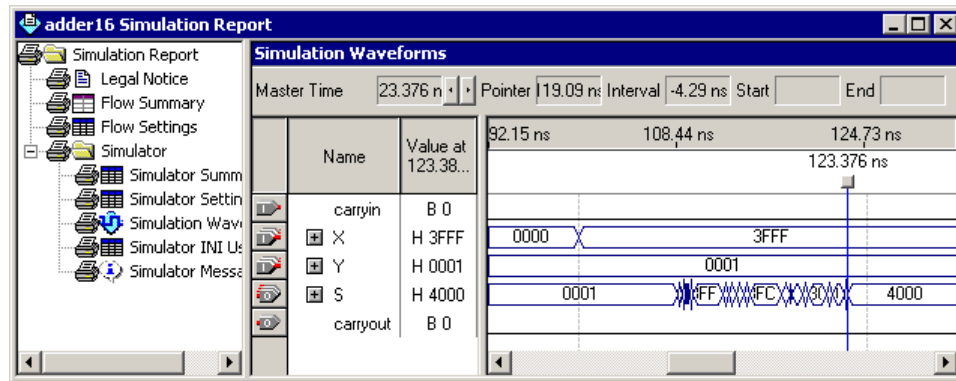 adder16 Simulation Report
Simulation Report
Legal Notice
Flow Summary
Flow Settings
Simulator
Simulator Summ
Simulator Settin
Simulation Wav
Simulator INI Us
Simulator Messa
Simulation Waveforms
Master Time 23.376 n Pointer 119.09 ns Interval -4.29 ns Start End
Name Value at 123.38...
92.15 ns 108.44 ns 124.73 ns
123.376 ns
carryin B 0
X H 3FFF 0000 3FFF
Y H 0001 0001
S H 4000 0001 FF FC 4000
carryout B 0